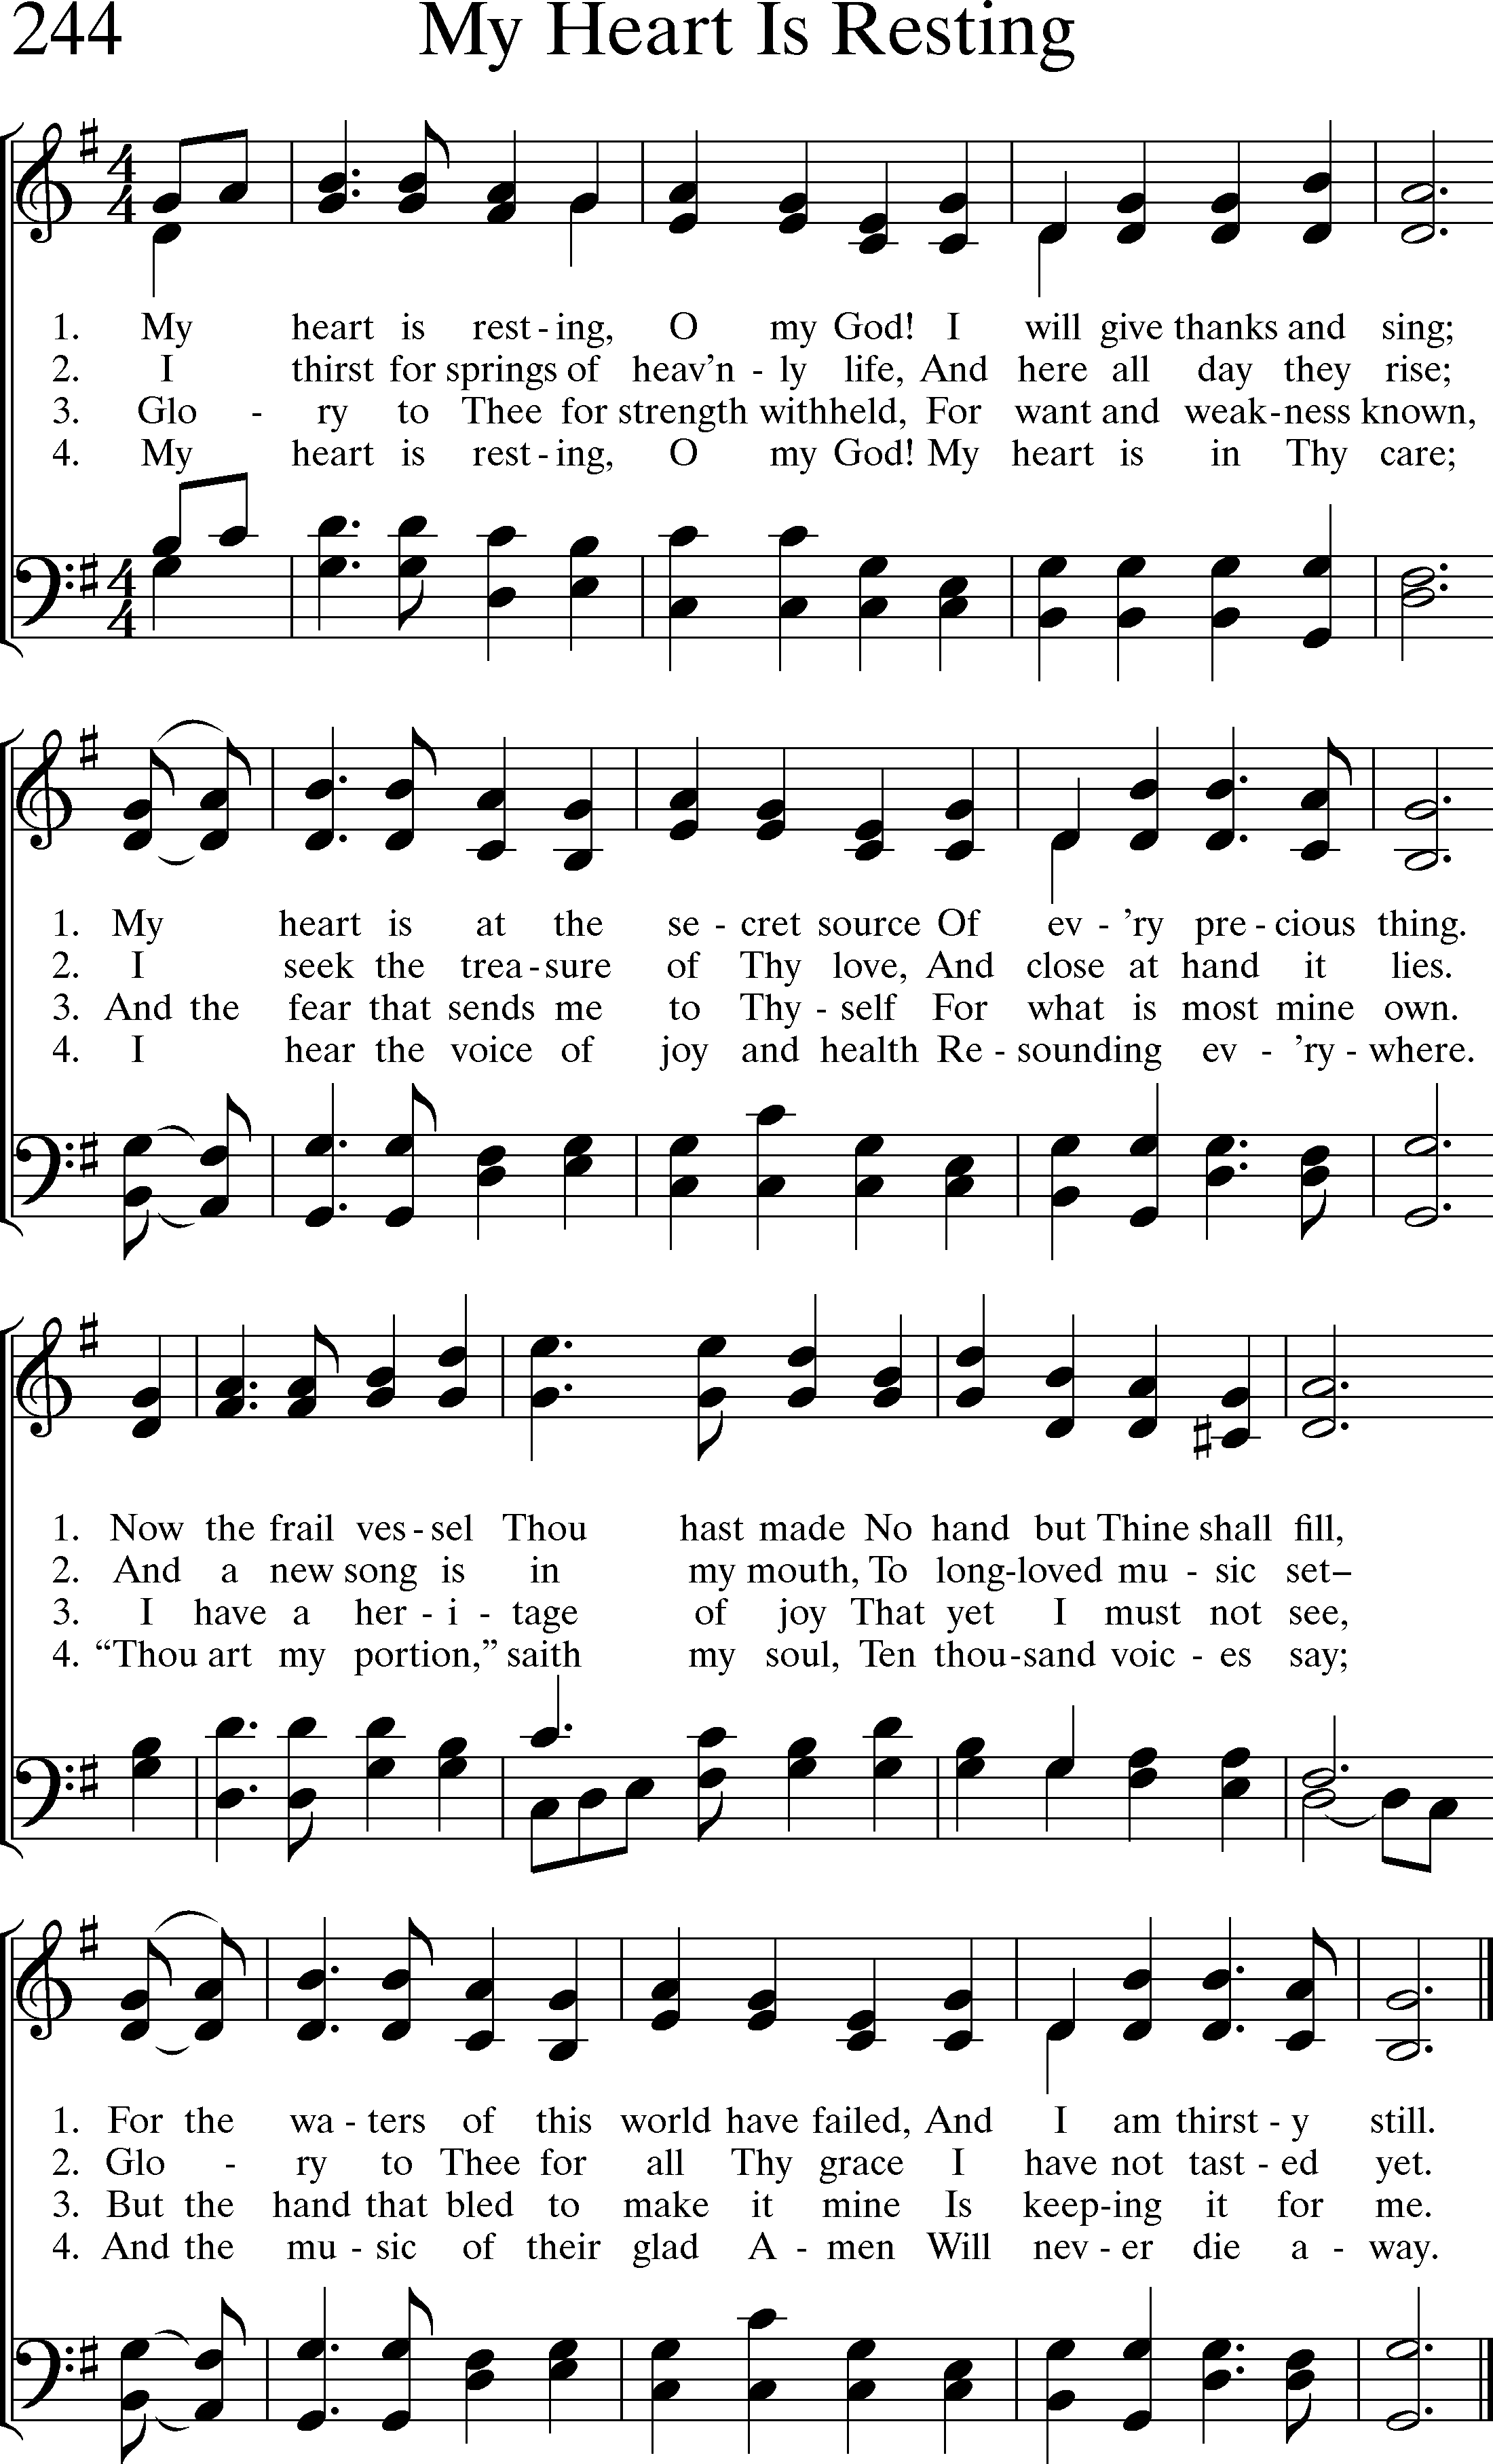 244 My Heart Is Resting
1. My heart is rest - ing, O my God! I will give thanks and sing;
2. I thirst for springs of heav'n - ly life, And here all day they rise;
3. Glo - ry to Thee for strength withheld, For want and weak - ness known,
4. My heart is rest - ing, O my God! My heart is in Thy care;
1. My heart is at the se - cret source Of ev - 'ry pre - cious thing.
2. I seek the trea - sure of Thy love, And close at hand it lies.
3. And the fear that sends me to Thy - self For what is most mine own.
4. I hear the voice of joy and health Re - sounding ev - 'ry - where.
1. Now the frail ves - sel Thou hast made No hand but Thine shall fill,
2. And a new song is in my mouth, To long-loved mu - sic set–
3. I have a her - i - tage of joy That yet I must not see,
4. “Thou art my portion,” saith my soul, Ten thou-sand voic - es say;
1. For the wa - ters of this world have failed, And I am thirst - y still.
2. Glo - ry to Thee for all Thy grace I have not tast - ed yet.
3. But the hand that bled to make it mine Is keep-ing it for me.
4. And the mu - sic of their glad A - men Will nev - er die a - way.